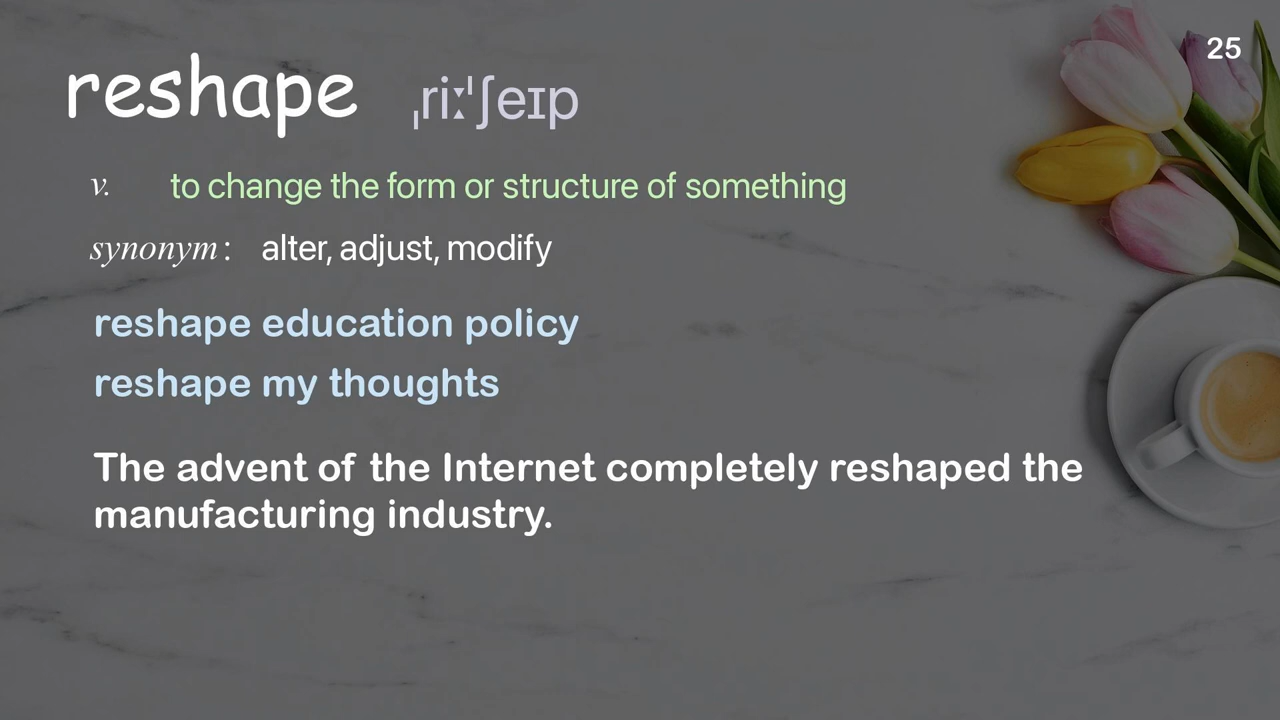 25
reshape ˌriːˈʃeɪp
v. to change the form or structure of something
synonym: alter, adjust, modify
reshape education policy
reshape my thoughts
The advent of the Internet completely reshaped the
manufacturing industry.